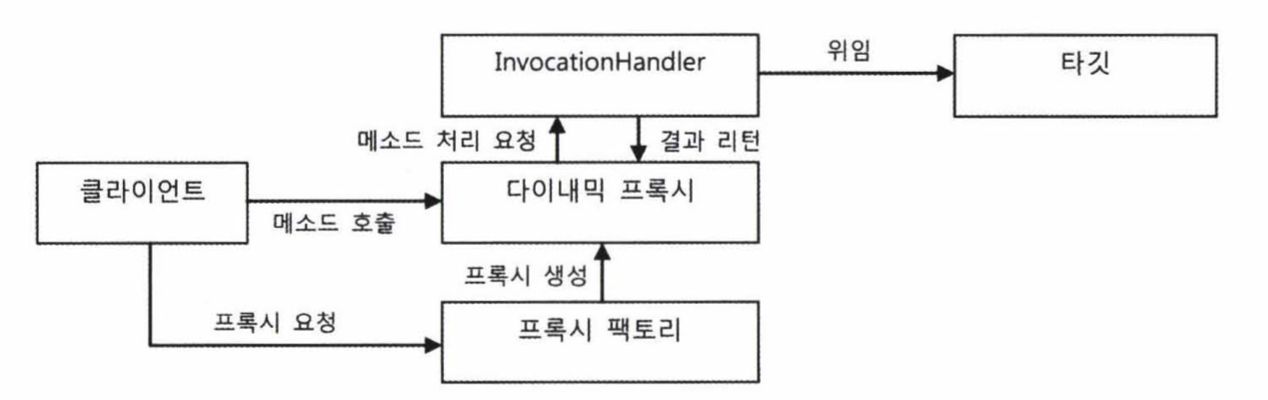 InvocationHandler
위임
타깃
메소드 처리 요청
결과 리턴
클라이언트
다이내믹 프록시
메소드 호출
프록시 생성
프록시 요청
프록시 팩토리